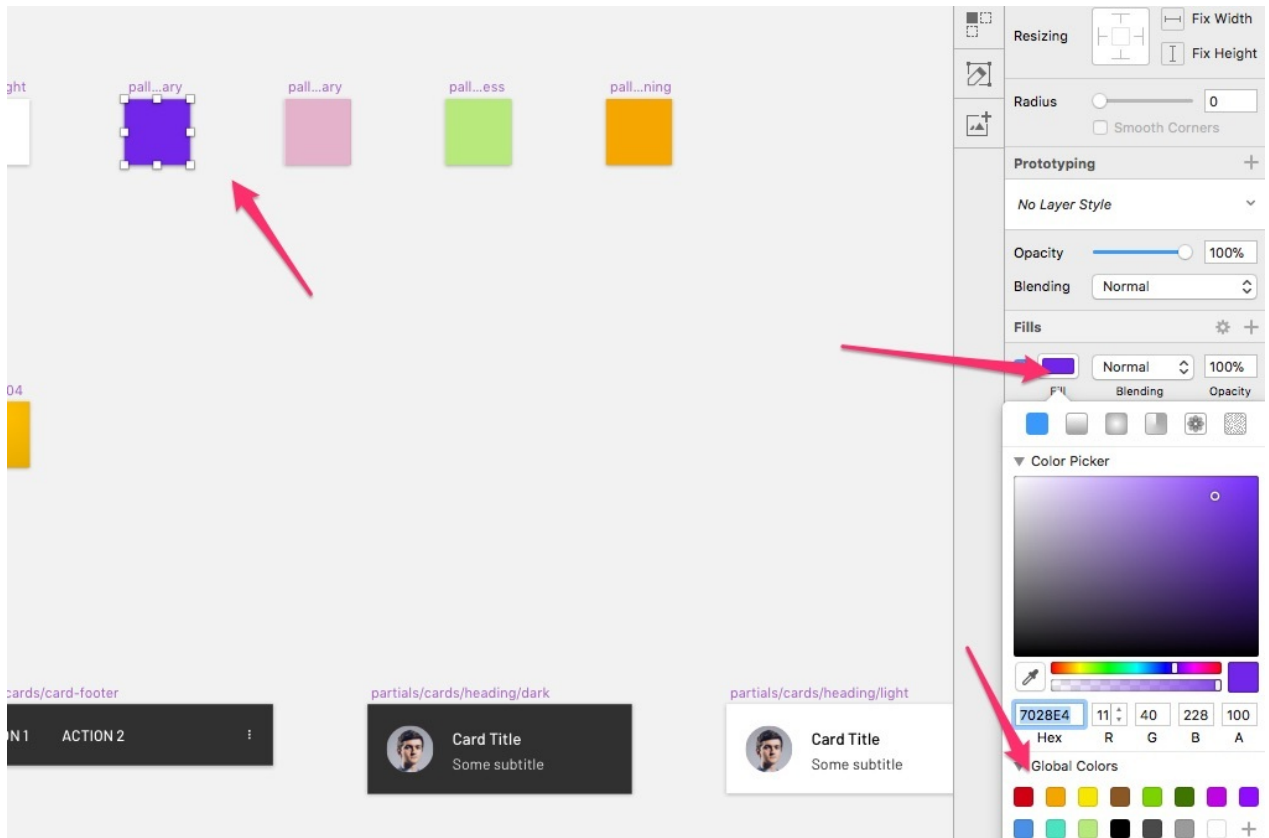 ght
pall...ary
pall...ary
pall...ess
pall...ning
04
cards/card-footer
ON 1
ACTION 2
partials/cards/heading/dark
Card Title
Some subtitle
partials/cards/heading/light
Card Title
Some subtitle
Resizing
Fix Width
Fix Height
Radius
0
Smooth Corners
Prototyping
No Layer Style
Opacity
100%
Blending
Normal
Fills
Normal
100%
Fill
Blending
Opacity
Color Picker
7028E4
11
40
228
100
Hex
R
G
B
A
Global Colors